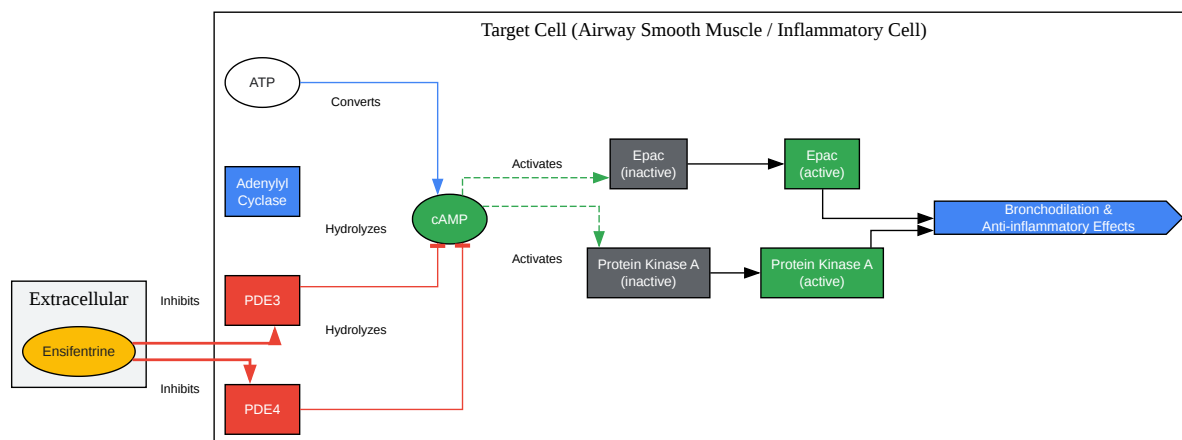 Target Cell (Airway Smooth Muscle / Inflammatory Cell)
ATP
Converts
Adenylyl
Cyclase
Hydrolyzes
cAMP
Activates
Epac
(inactive)
Epac
(active)
Activates
Protein Kinase A
(inactive)
Protein Kinase A
(active)
Bronchodilation &
Anti-inflammatory Effects
Extracellular
Ensifentrine
Inhibits
PDE3
Hydrolyzes
Inhibits
PDE4